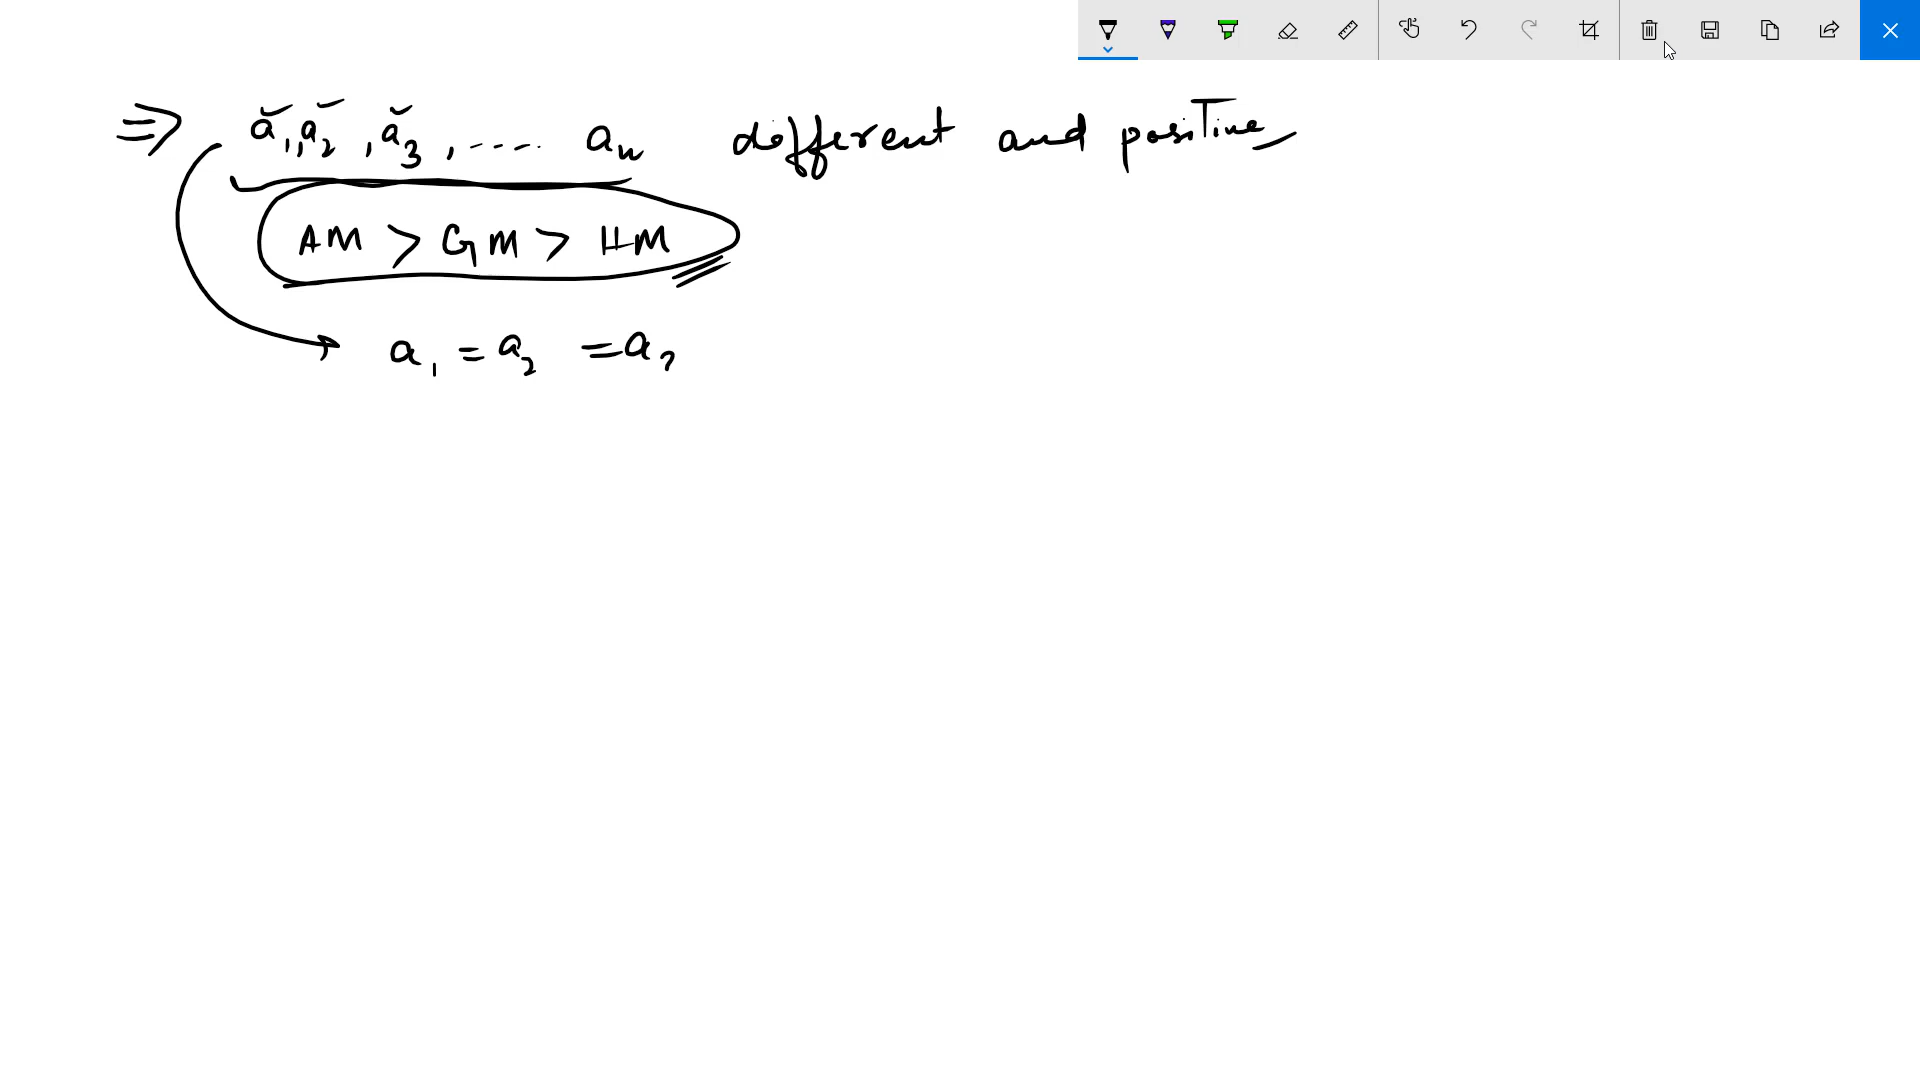 ⇒ a₁, a₂, a₃, ..... aₙ different and positive
AM > GM > HM
a₁ = a₂ = a₃